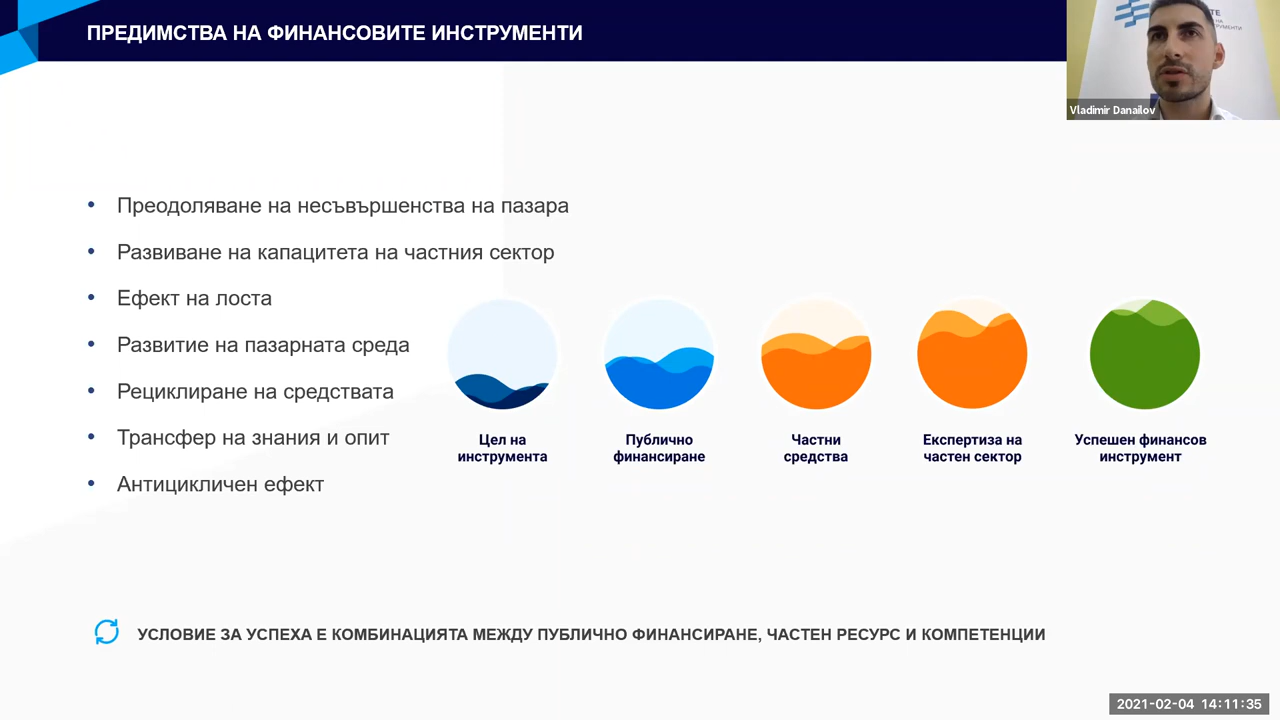 ПРЕДИМСТВА НА ФИНАНСОВИТЕ ИНСТРУМЕНТИ
Vladimir Danailov
• Преодоляване на несъвършенства на пазара
• Развиване на капацитета на частния сектор
• Ефект на лоста
• Развитие на пазарната среда
• Рециклиране на средствата
• Трансфер на знания и опит
• Антицикличен ефект
Цел на
инструмента
Публично
финансиране
Частни
средства
Експертиза на
частен сектор
Успешен финансов
инструмент
УСЛОВИЕ ЗА УСПЕХА Е КОМБИНАЦИЯТА МЕЖДУ ПУБЛИЧНО ФИНАНСИРАНЕ, ЧАСТЕН РЕСУРС И КОМПЕТЕНЦИИ
2021-02-04 14:11:35